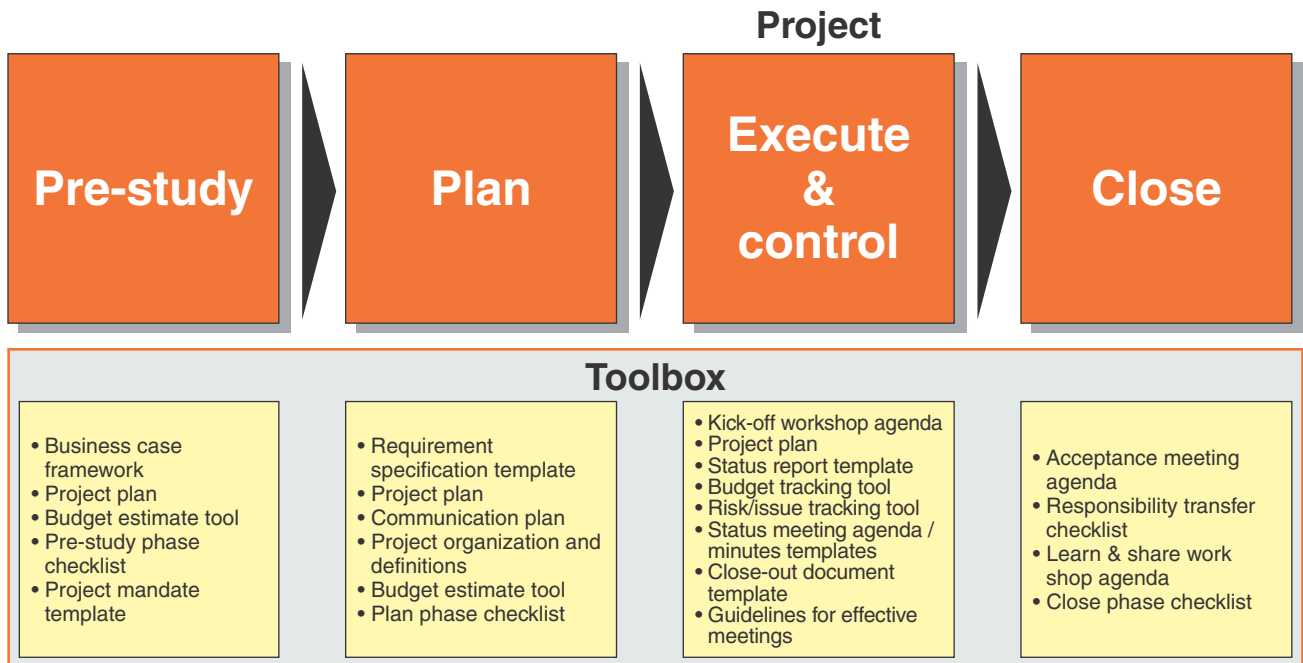 Project
Pre-study
Plan
Execute
&
control
Close
Toolbox
• Business case
framework
• Project plan
• Budget estimate tool
• Pre-study phase
checklist
• Project mandate
template
• Requirement
specification template
• Project plan
• Communication plan
• Project organization and
definitions
• Budget estimate tool
• Plan phase checklist
• Kick-off workshop agenda
• Project plan
• Status report template
• Budget tracking tool
• Risk/issue tracking tool
• Status meeting agenda /
minutes templates
• Close-out document
template
• Guidelines for effective
meetings
• Acceptance meeting
agenda
• Responsibility transfer
checklist
• Learn & share work
shop agenda
• Close phase checklist